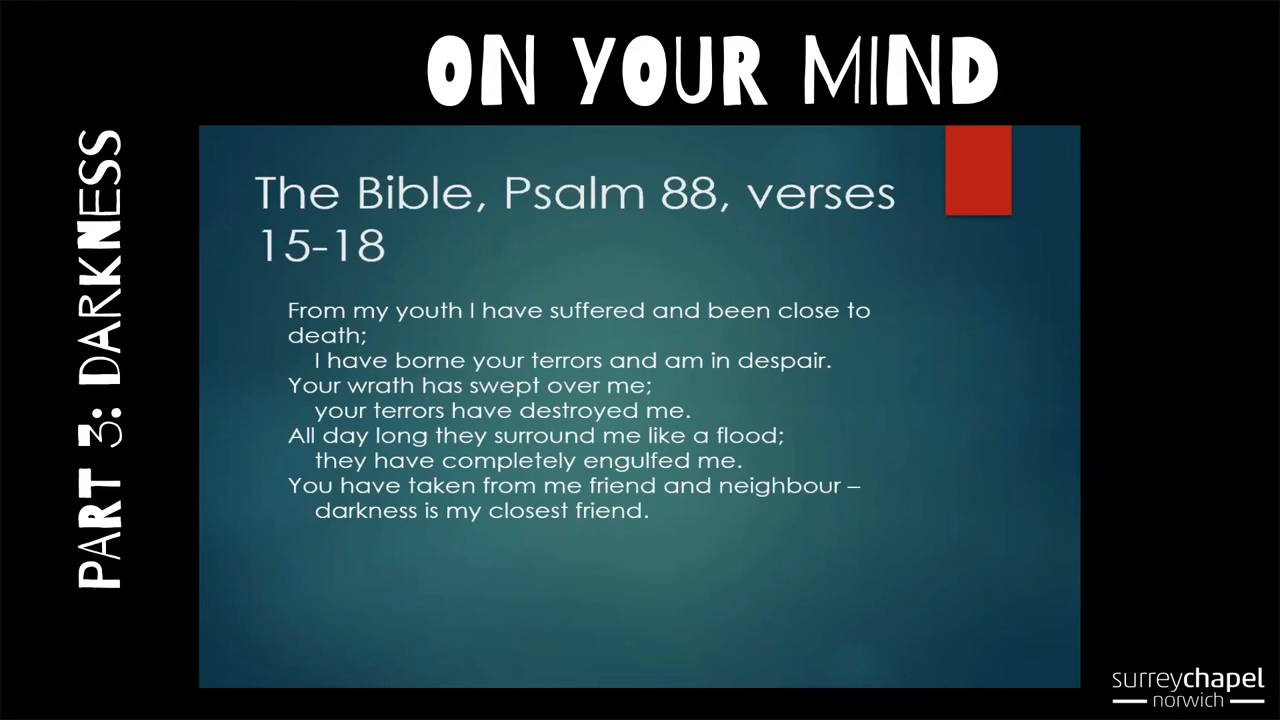 ON YOUR MIND
PART 3: DARKNESS
The Bible, Psalm 88, verses
15-18
From my youth I have suffered and been close to
death;
I have borne your terrors and am in despair.
Your wrath has swept over me;
your terrors have destroyed me.
All day long they surround me like a flood;
they have completely engulfed me.
You have taken from me friend and neighbour –
darkness is my closest friend.
surreychapel
norwich